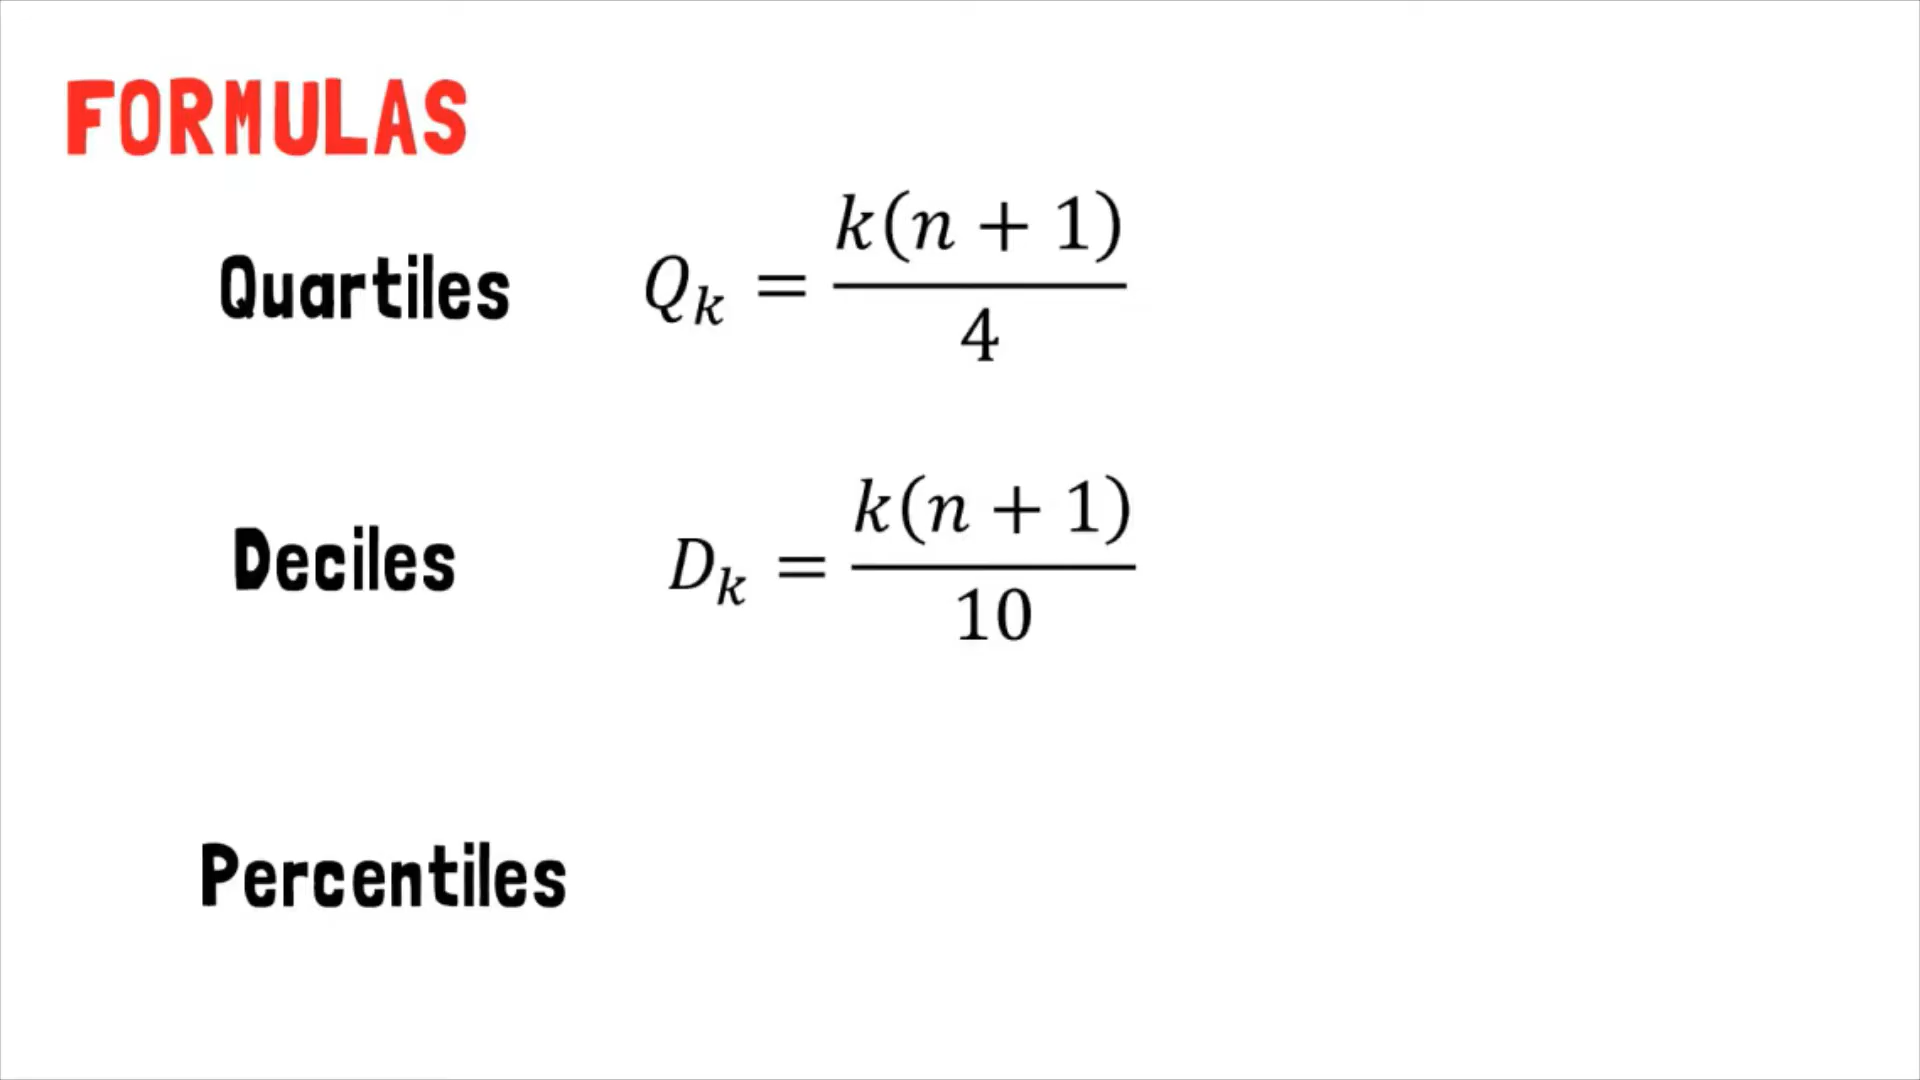 FORMULAS
Quartiles Q_k = k(n + 1) / 4
Deciles D_k = k(n + 1) / 10
Percentiles